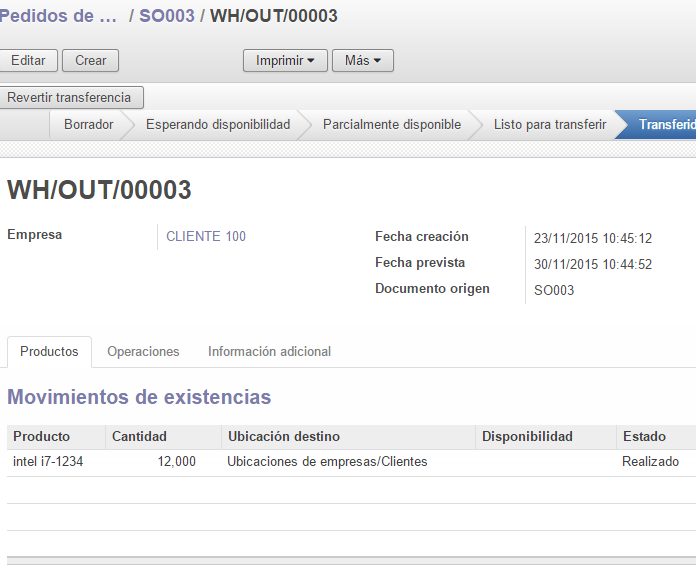 Pedidos de ... / SO003 / WH/OUT/00003
Editar Crear Imprimir Más
Revertir transferencia
Borrador Esperando disponibilidad Parcialmente disponible Listo para transferir Transferid
WH/OUT/00003
Empresa CLIENTE 100
Fecha creación 23/11/2015 10:45:12
Fecha prevista 30/11/2015 10:44:52
Documento origen SO003
Productos Operaciones Información adicional
Movimientos de existencias
Producto Cantidad Ubicación destino Disponibilidad Estado
intel i7-1234 12,000 Ubicaciones de empresas/Clientes Realizado